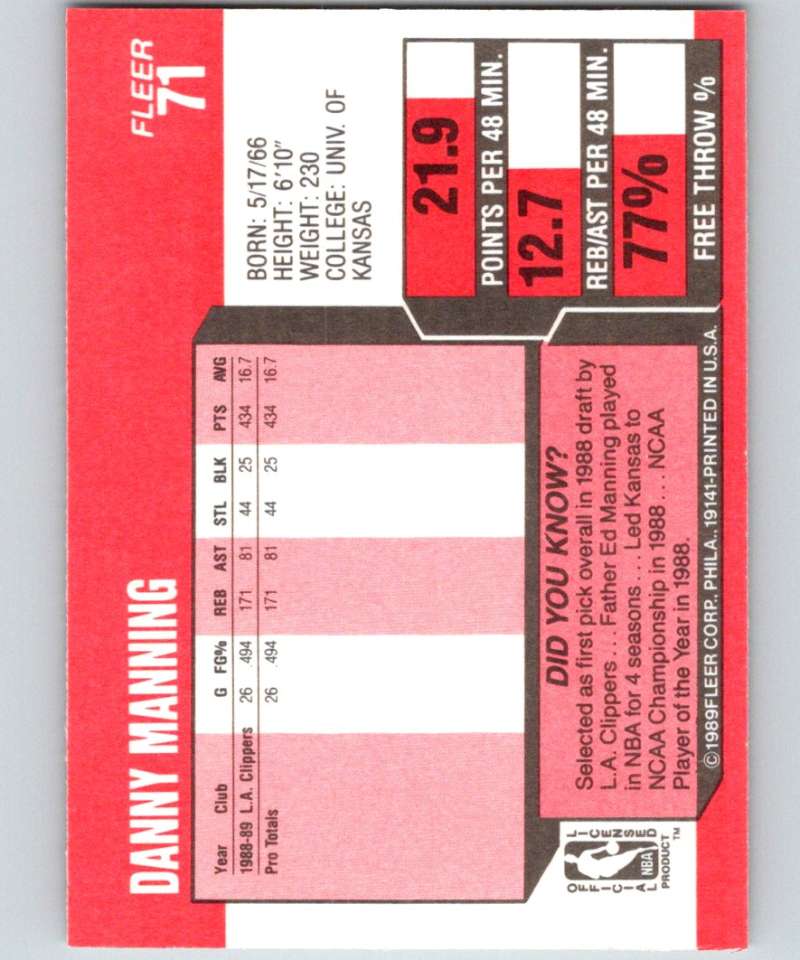 DANNY MANNING
FLEER
71
BORN: 5/17/66
HEIGHT: 6'10"
WEIGHT: 230
COLLEGE: UNIV. OF
KANSAS
Year Club G FG% REB AST STL BLK PTS AVG
1988-89 L.A. Clippers 26 .494 171 81 44 25 434 16.7
Pro Totals 26 .494 171 81 44 25 434 16.7
21.9
POINTS PER 48 MIN.
12.7
REB/AST PER 48 MIN.
77%
FREE THROW %
DID YOU KNOW?
Selected as first pick overall in 1988 draft by
L.A. Clippers . . . Father Ed Manning played
in NBA for 4 seasons . . . Led Kansas to
NCAA Championship in 1988 . . . NCAA
Player of the Year in 1988.
OFFICIAL LICENSED
NBA
PRODUCT™
©1989FLEER CORP., PHILA., 19141-PRINTED IN U.S.A.